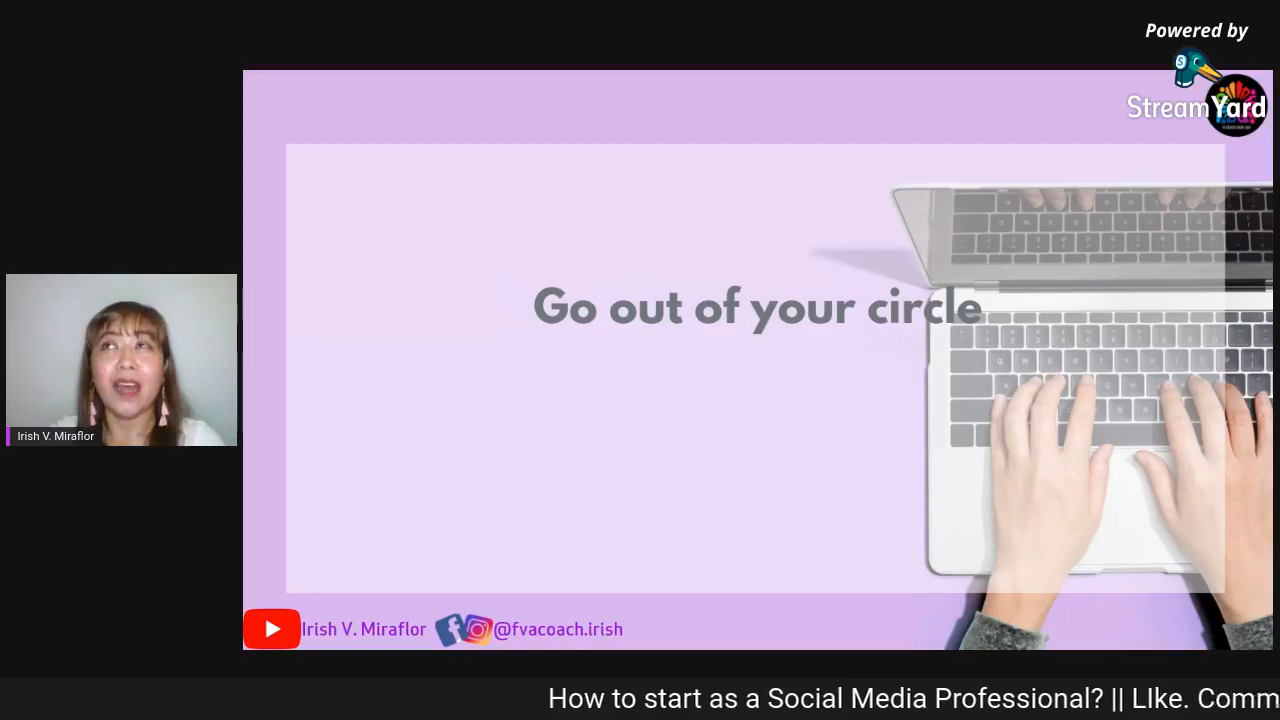 Powered by
StreamYard
Go out of your circle
Irish V. Miraflor
Irish V. Miraflor @fvacoach.irish
How to start as a Social Media Professional? || LIke. Comm